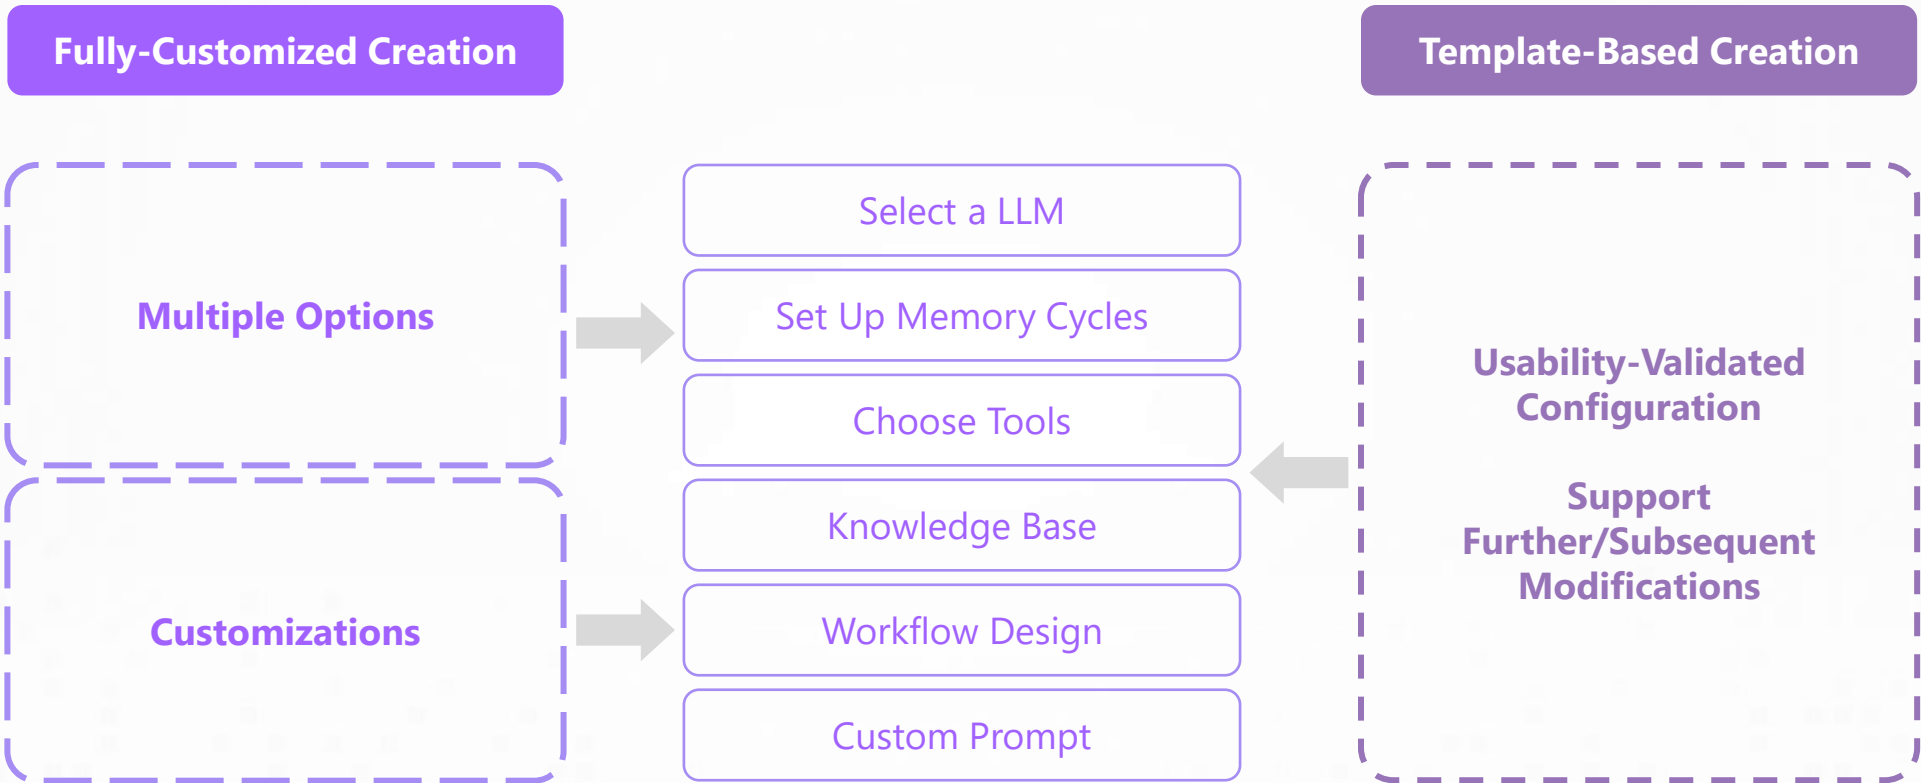 Fully-Customized Creation
Template-Based Creation
Multiple Options
Customizations
Select a LLM
Set Up Memory Cycles
Choose Tools
Knowledge Base
Workflow Design
Custom Prompt
Usability-Validated
Configuration
Support
Further/Subsequent
Modifications